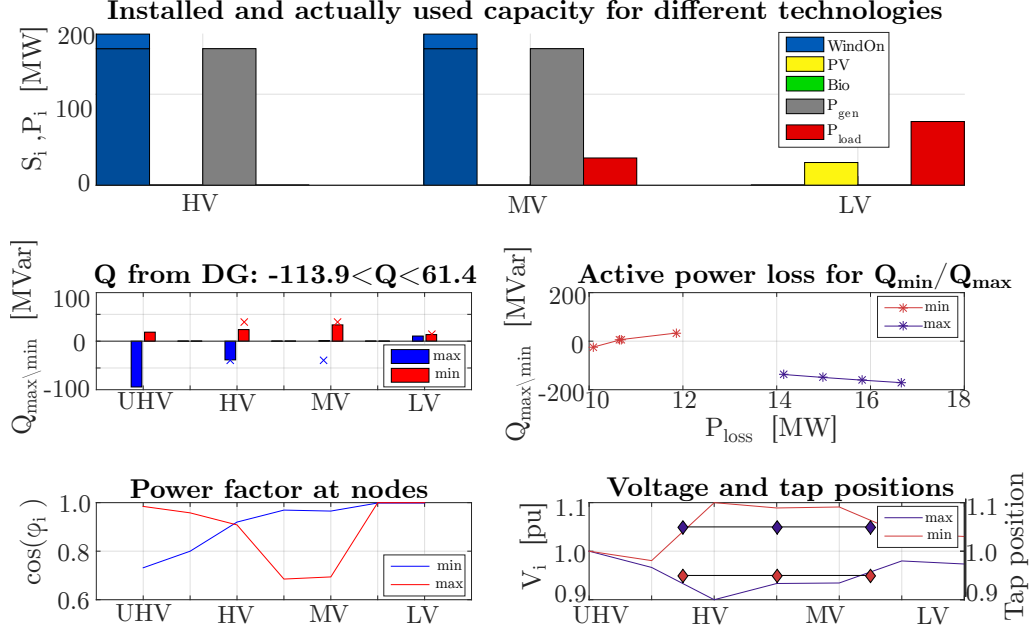 Installed and actually used capacity for different technologies
S_i ,P_i [MW]
200
100
0
HV
MV
LV
WindOn
PV
Bio
P_gen
P_load
Q from DG: -113.9<Q<61.4
Q_max\min [MVar]
100
0
-100
UHV
HV
MV
LV
max
min
Active power loss for Q_min/Q_max
Q_max\min [MVar]
200
0
-200
10
12
14
16
18
P_loss [MW]
min
max
Power factor at nodes
cos(φ_i )
1.0
0.8
0.6
UHV
HV
MV
LV
min
max
Voltage and tap positions
V_i [pu]
1.1
1.0
0.9
UHV
HV
MV
LV
max
min
1.1
1.0
0.9
Tap position